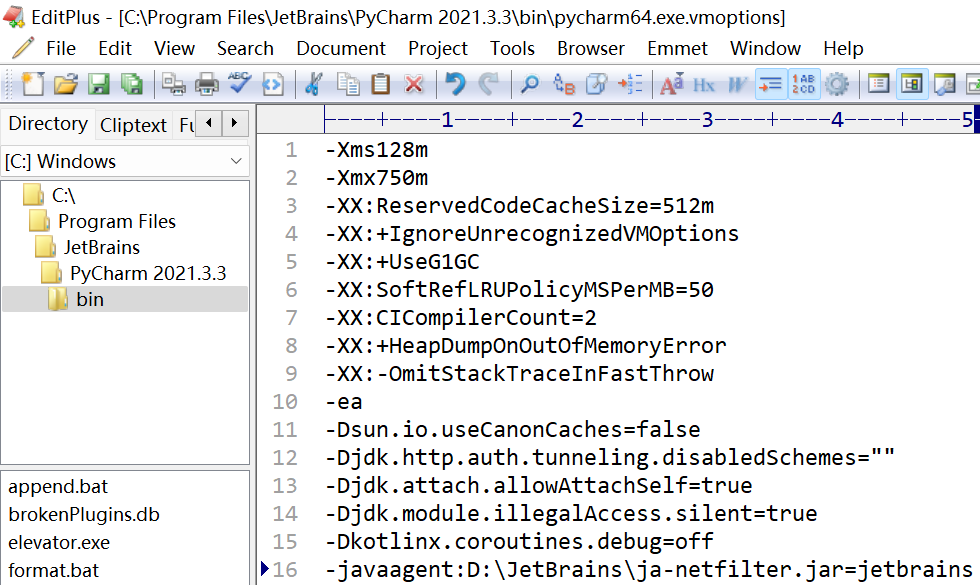 EditPlus - [C:\Program Files\JetBrains\PyCharm 2021.3.3\bin\pycharm64.exe.vmoptions]
File Edit View Search Document Project Tools Browser Emmet Window Help
Directory Cliptext Fu
----+----1----+----2----+----3----+----4----+----5
[C:] Windows
C:\
Program Files
JetBrains
PyCharm 2021.3.3
bin
append.bat
brokenPlugins.db
elevator.exe
format.bat
1 -Xms128m
2 -Xmx750m
3 -XX:ReservedCodeCacheSize=512m
4 -XX:+IgnoreUnrecognizedVMOptions
5 -XX:+UseG1GC
6 -XX:SoftRefLRUPolicyMSPerMB=50
7 -XX:CICompilerCount=2
8 -XX:+HeapDumpOnOutOfMemoryError
9 -XX:-OmitStackTraceInFastThrow
10 -ea
11 -Dsun.io.useCanonCaches=false
12 -Djdk.http.auth.tunneling.disabledSchemes=""
13 -Djdk.attach.allowAttachSelf=true
14 -Djdk.module.illegalAccess.silent=true
15 -Dkotlinx.coroutines.debug=off
16 -javaagent:D:\JetBrains\ja-netfilter.jar=jetbrains